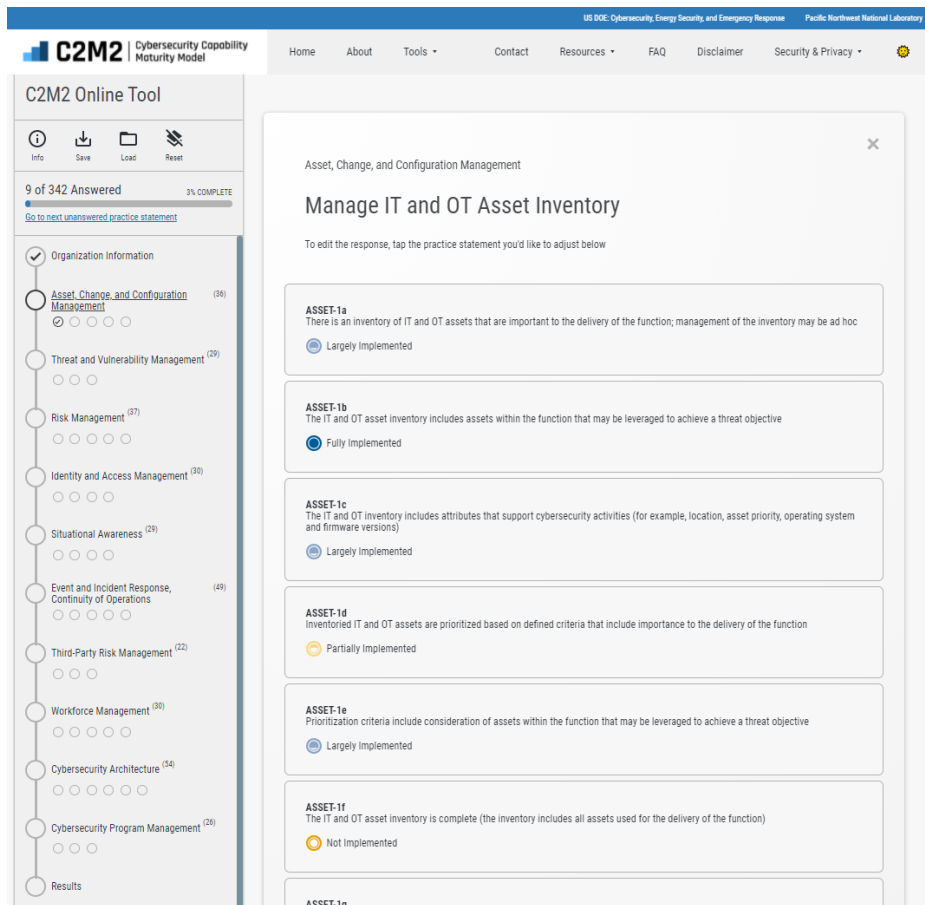 US DOE: Cybersecurity, Energy Security, and Emergency Response Pacific Northwest National Laboratory
C2M2 Cybersecurity Capability
Maturity Model
Home About Tools Contact Resources FAQ Disclaimer Security & Privacy
C2M2 Online Tool
Info Save Load Reset
9 of 342 Answered 3% COMPLETE
Go to next unanswered practice statement
Organization Information
Asset, Change, and Configuration (36)
Management
Threat and Vulnerability Management (29)
Risk Management (37)
Identity and Access Management (30)
Situational Awareness (29)
Event and Incident Response, (49)
Continuity of Operations
Third-Party Risk Management (22)
Workforce Management (30)
Cybersecurity Architecture (54)
Cybersecurity Program Management (26)
Results
Asset, Change, and Configuration Management
Manage IT and OT Asset Inventory
To edit the response, tap the practice statement you'd like to adjust below
ASSET-1a
There is an inventory of IT and OT assets that are important to the delivery of the function; management of the inventory may be ad hoc
Largely Implemented
ASSET-1b
The IT and OT asset inventory includes assets within the function that may be leveraged to achieve a threat objective
Fully Implemented
ASSET-1c
The IT and OT inventory includes attributes that support cybersecurity activities (for example, location, asset priority, operating system
and firmware versions)
Largely Implemented
ASSET-1d
Inventoried IT and OT assets are prioritized based on defined criteria that include importance to the delivery of the function
Partially Implemented
ASSET-1e
Prioritization criteria include consideration of assets within the function that may be leveraged to achieve a threat objective
Largely Implemented
ASSET-1f
The IT and OT asset inventory is complete (the inventory includes all assets used for the delivery of the function)
Not Implemented
ASSET-1g